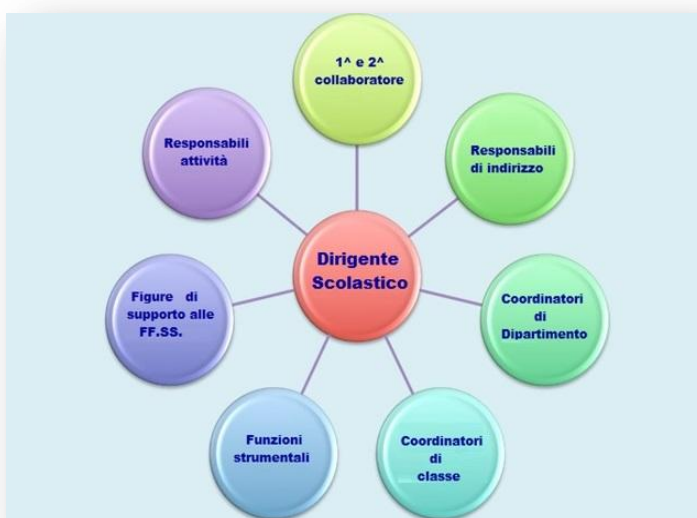 1^ e 2^
collaboratore
Responsabili
di indirizzo
Coordinatori
di
Dipartimento
Coordinatori
di
classe
Funzioni
strumentali
Figure di
supporto alle
FF.SS.
Responsabili
attività
Dirigente
Scolastico